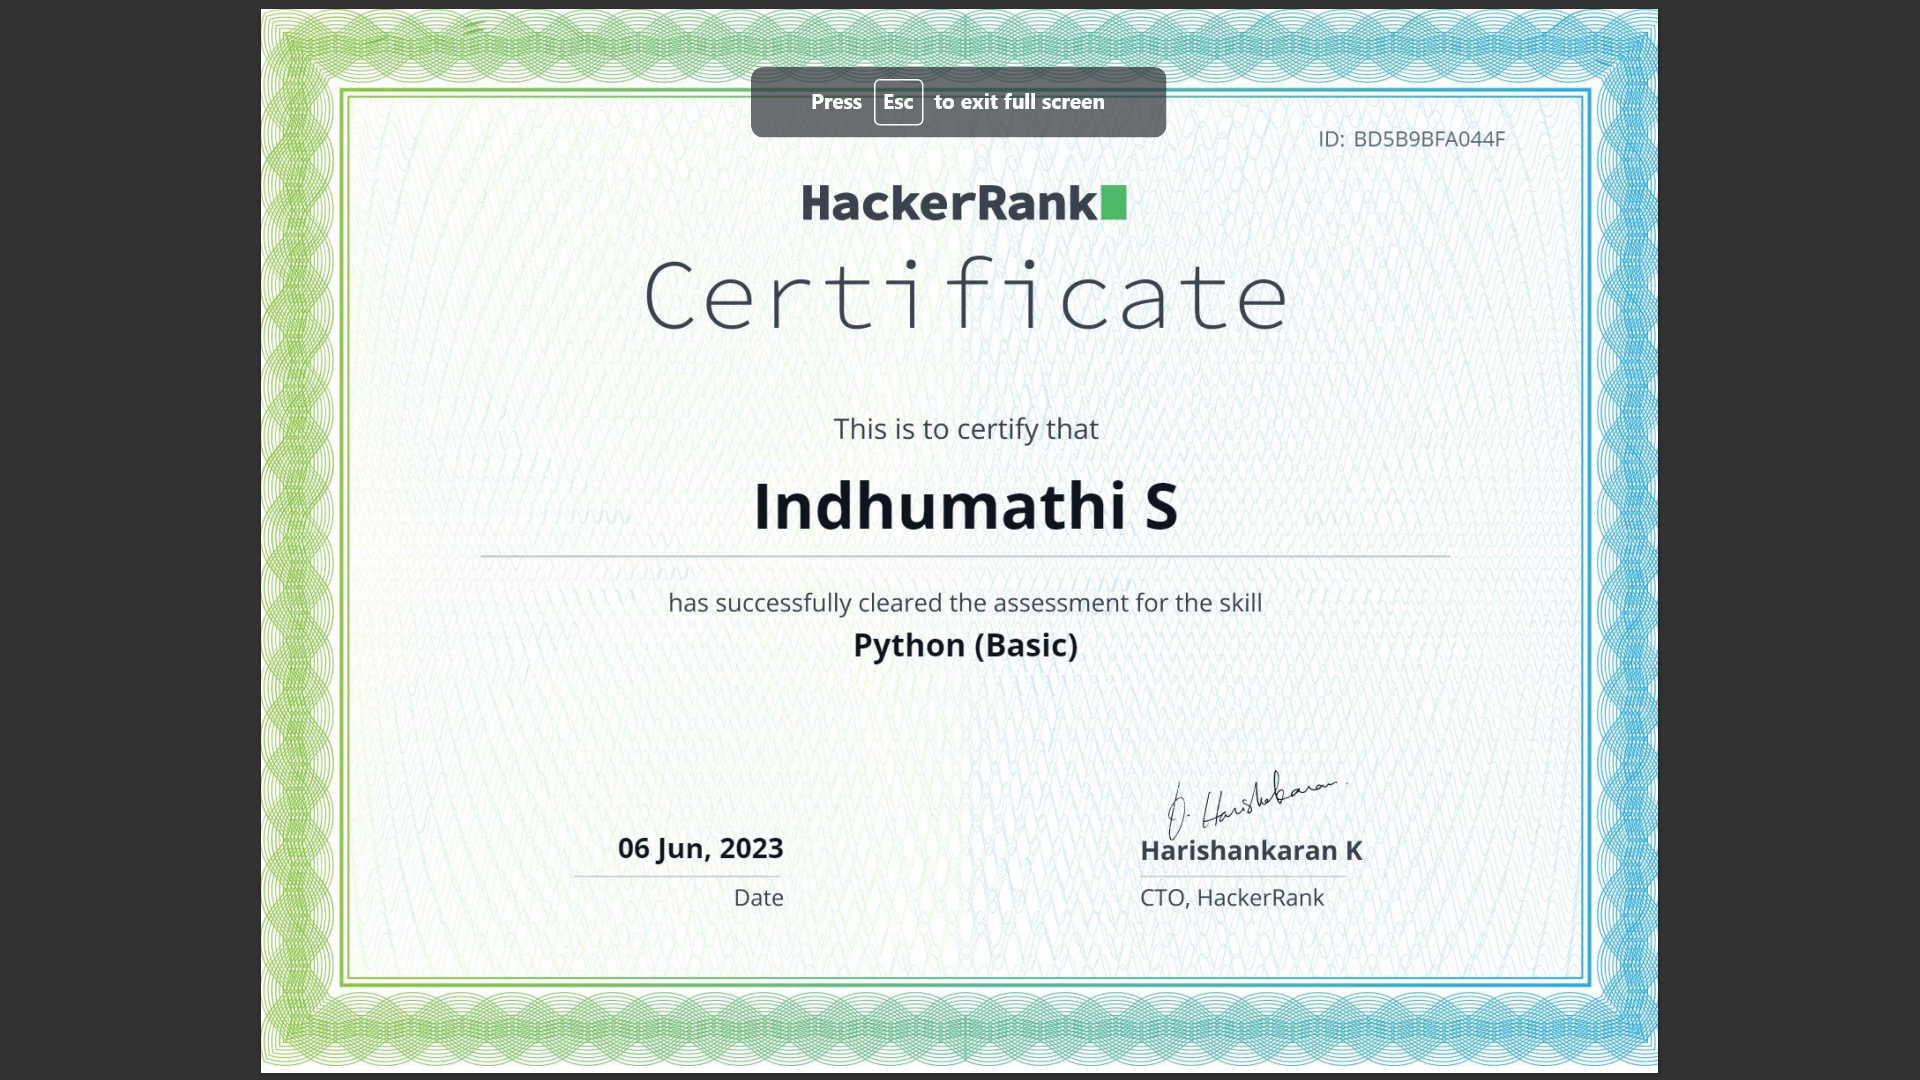 Press Esc to exit full screen
ID: BD5B9BFA044F
HackerRank
Certificate
This is to certify that
Indhumathi S
has successfully cleared the assessment for the skill
Python (Basic)
O. Harishankaran
06 Jun, 2023
Harishankaran K
Date
CTO, HackerRank